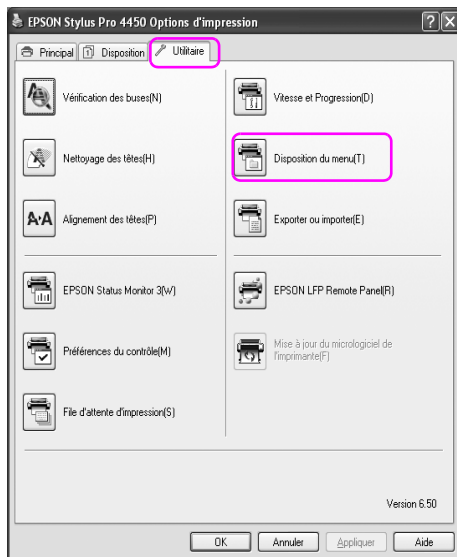 EPSON Stylus Pro 4450 Options d'impression
Principal
Disposition
Utilitaire
Vérification des buses(N)
Nettoyage des têtes(H)
Alignement des têtes(P)
EPSON Status Monitor 3(W)
Préférences du contrôle(M)
File d'attente d'impression(S)
Vitesse et Progression(D)
Disposition du menu(T)
Exporter ou importer(E)
EPSON LFP Remote Panel(R)
Mise à jour du micrologiciel de
l'imprimante(F)
Version 6.50
OK
Annuler
Appliquer
Aide